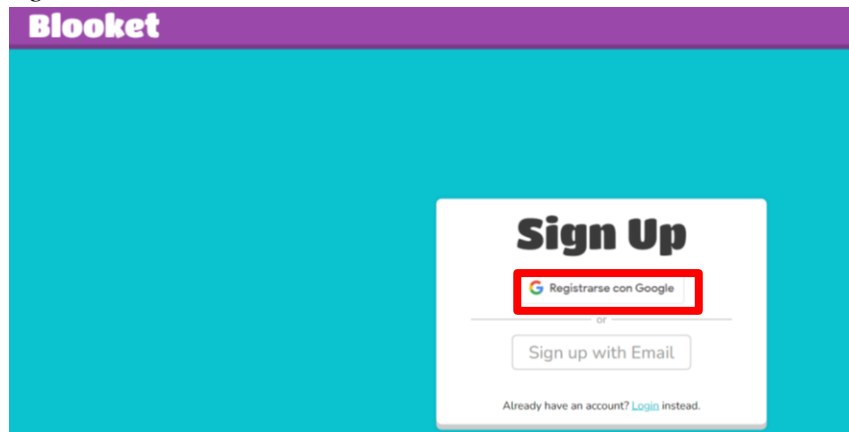 Blooket
Sign Up
Registrarse con Google
or
Sign up with Email
Already have an account? Login instead.